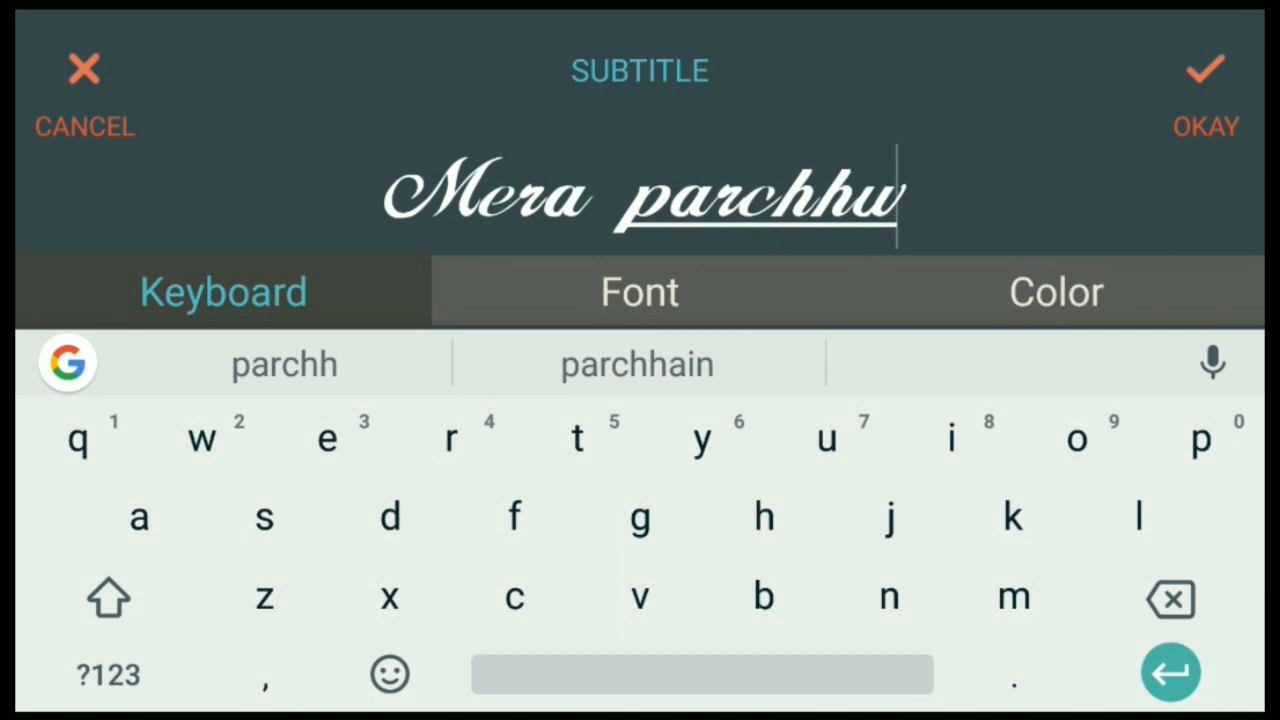 SUBTITLE
CANCEL
OKAY
Mera parchhw
Keyboard Font Color
parchh parchhain
q 1 w 2 e 3 r 4 t 5 y 6 u 7 i 8 o 9 p 0
a s d f g h j k l
z x c v b n m
?123 , .